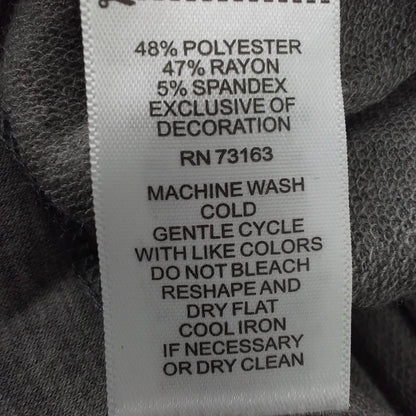 48% POLYESTER
47% RAYON
5% SPANDEX
EXCLUSIVE OF
DECORATION
RN 73163
MACHINE WASH
COLD
GENTLE CYCLE
WITH LIKE COLORS
DO NOT BLEACH
RESHAPE AND
DRY FLAT
COOL IRON
IF NECESSARY
OR DRY CLEAN